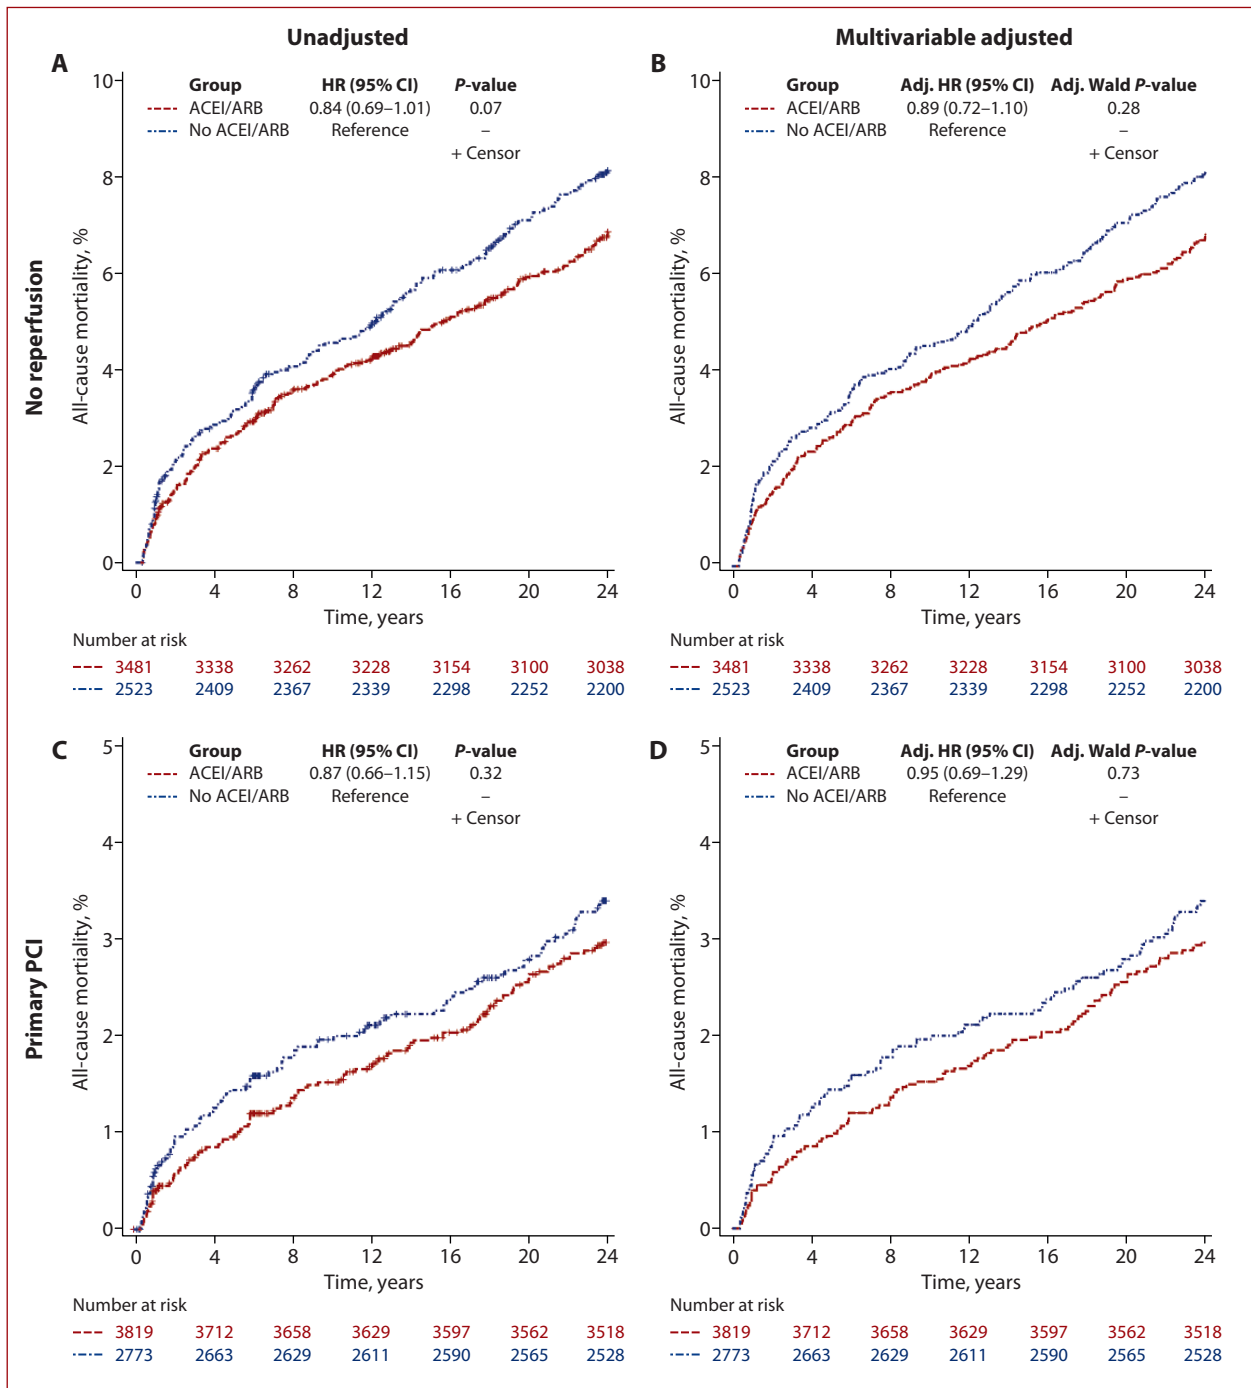 Unadjusted
Multivariable adjusted
No reperfusion
Primary PCI
A
Group HR (95% CI) P-value
ACEI/ARB 0.84 (0.69–1.01) 0.07
No ACEI/ARB Reference –
+ Censor
All-cause mortiality, %
10
8
6
4
2
0
0 4 8 12 16 20 24
Time, years
Number at risk
3481 3338 3262 3228 3154 3100 3038
2523 2409 2367 2339 2298 2252 2200
B
Group Adj. HR (95% CI) Adj. Wald P-value
ACEI/ARB 0.89 (0.72–1.10) 0.28
No ACEI/ARB Reference –
+ Censor
All-cause mortiality, %
10
8
6
4
2
0
0 4 8 12 16 20 24
Time, years
Number at risk
3481 3338 3262 3228 3154 3100 3038
2523 2409 2367 2339 2298 2252 2200
C
Group HR (95% CI) P-value
ACEI/ARB 0.87 (0.66–1.15) 0.32
No ACEI/ARB Reference –
+ Censor
All-cause mortiality, %
5
4
3
2
1
0
0 4 8 12 16 20 24
Time, years
Number at risk
3819 3712 3658 3629 3597 3562 3518
2773 2663 2629 2611 2590 2565 2528
D
Group Adj. HR (95% CI) Adj. Wald P-value
ACEI/ARB 0.95 (0.69–1.29) 0.73
No ACEI/ARB Reference –
+ Censor
All-cause mortiality, %
5
4
3
2
1
0
0 4 8 12 16 20 24
Time, years
Number at risk
3819 3712 3658 3629 3597 3562 3518
2773 2663 2629 2611 2590 2565 2528